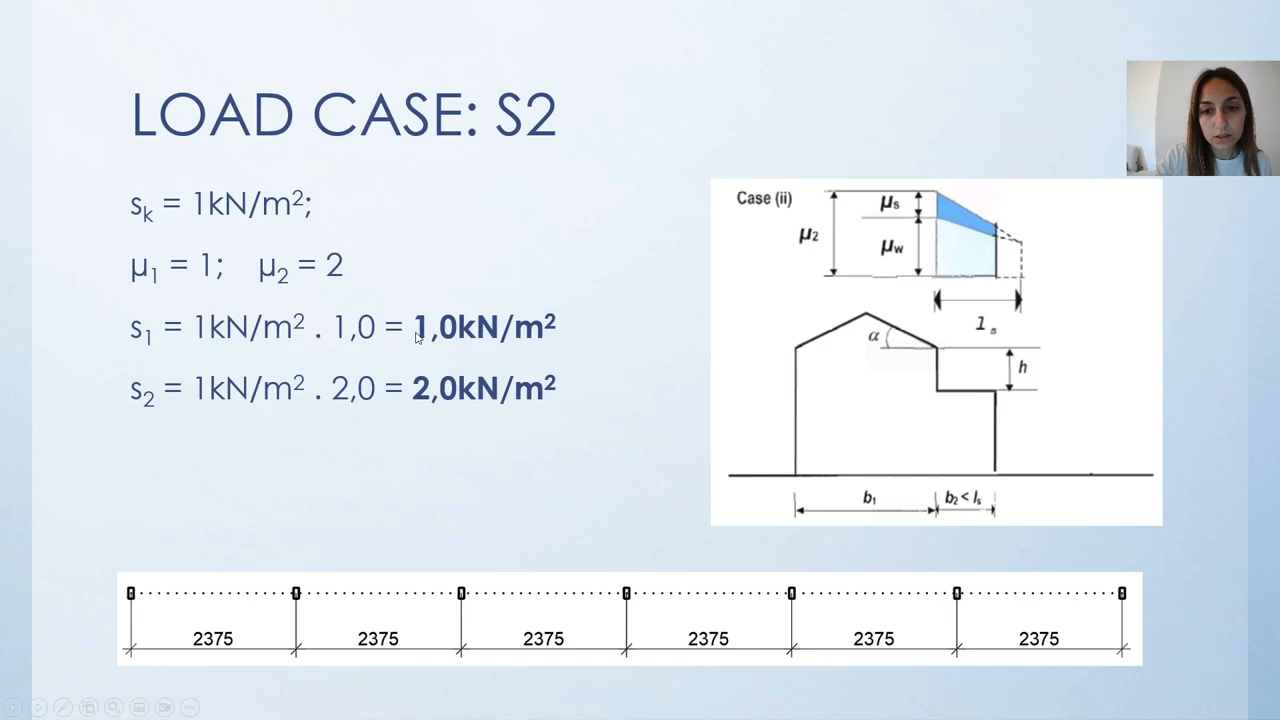 LOAD CASE: S2
sk = 1kN/m²;
μ1 = 1; μ2 = 2
s1 = 1kN/m² . 1,0 = 1,0kN/m²
s2 = 1kN/m² . 2,0 = 2,0kN/m²
Case (ii)
μs
μ2
μw
ls
α
h
b1
b2 < ls
2375 2375 2375 2375 2375 2375